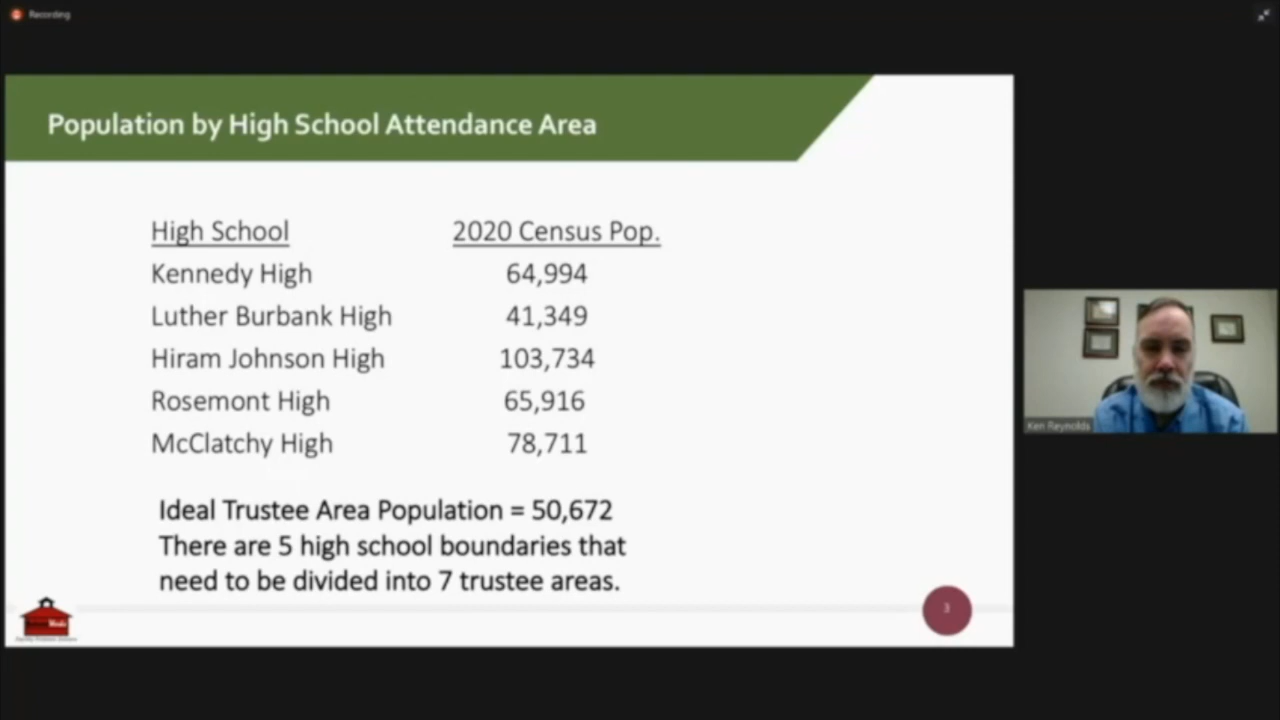 Recording
Population by High School Attendance Area
High School 2020 Census Pop.
Kennedy High 64,994
Luther Burbank High 41,349
Hiram Johnson High 103,734
Rosemont High 65,916
McClatchy High 78,711
Ideal Trustee Area Population = 50,672
There are 5 high school boundaries that
need to be divided into 7 trustee areas.
3
Ken Reynolds